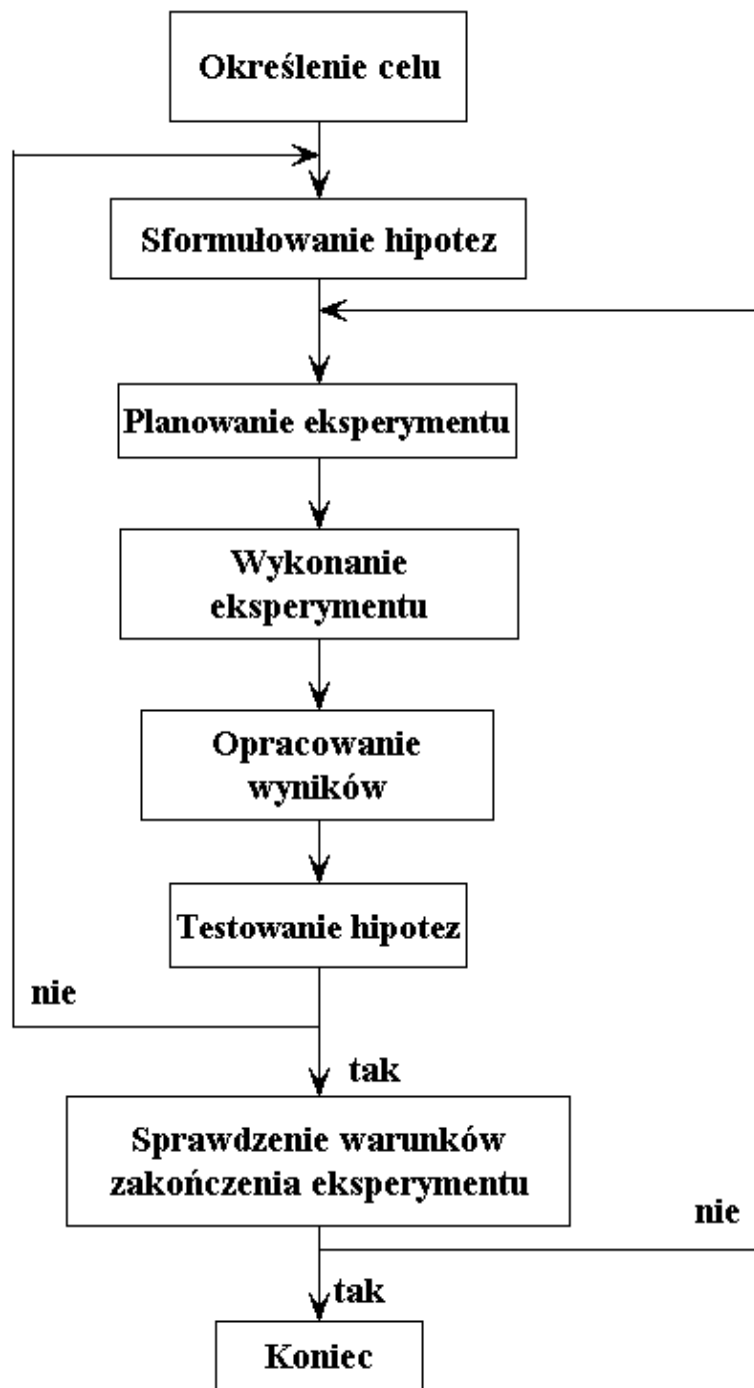 Określenie celu
Sformułowanie hipotez
Planowanie eksperymentu
Wykonanie
eksperymentu
Opracowanie
wyników
Testowanie hipotez
nie
tak
Sprawdzenie warunków
zakończenia eksperymentu
nie
tak
Koniec